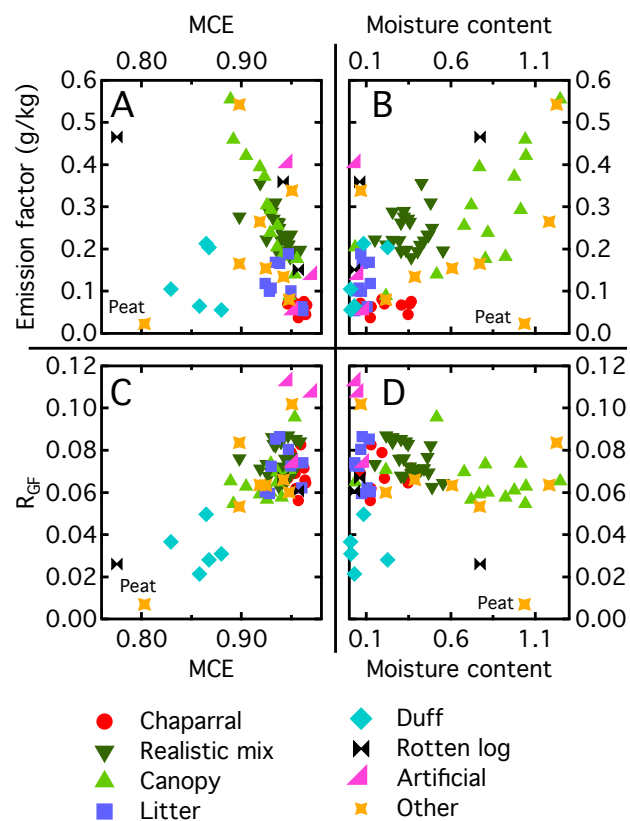 MCE Moisture content
0.80 0.90 0.1 0.6 1.1
0.6 A B 0.6
0.5 0.5
0.4 0.4
0.3 0.3
0.2 0.2
0.1 0.1
0.0 0.0
Emission factor (g/kg)
Peat Peat
0.12 C D 0.12
0.10 0.10
0.08 0.08
0.06 0.06
0.04 0.04
0.02 0.02
0.00 0.00
RGF
Peat Peat
0.80 0.90 0.1 0.6 1.1
MCE Moisture content
Chaparral Duff
Realistic mix Rotten log
Canopy Artificial
Litter Other